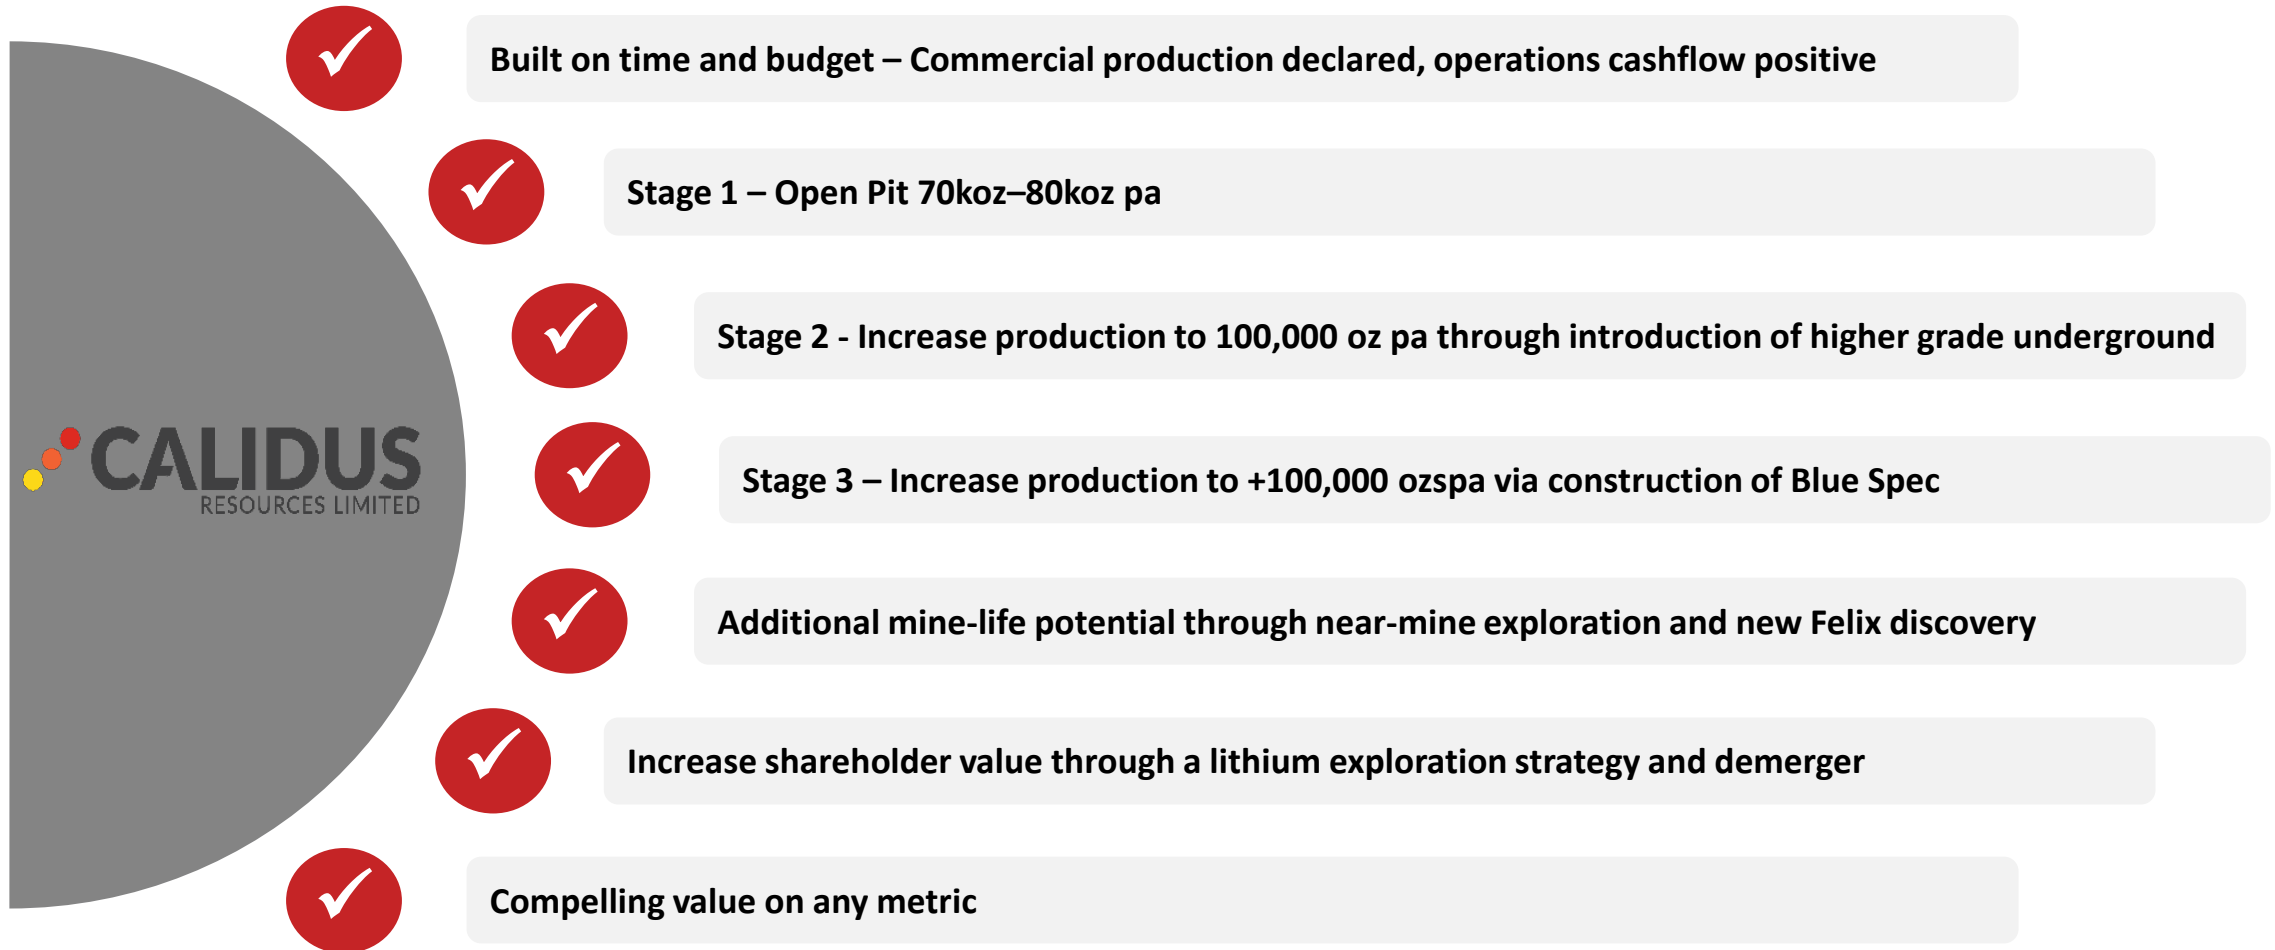 Built on time and budget – Commercial production declared, operations cashflow positive
Stage 1 – Open Pit 70koz–80koz pa
Stage 2 - Increase production to 100,000 oz pa through introduction of higher grade underground
CALIDUS
RESOURCES LIMITED
Stage 3 – Increase production to +100,000 ozspa via construction of Blue Spec
Additional mine-life potential through near-mine exploration and new Felix discovery
Increase shareholder value through a lithium exploration strategy and demerger
Compelling value on any metric